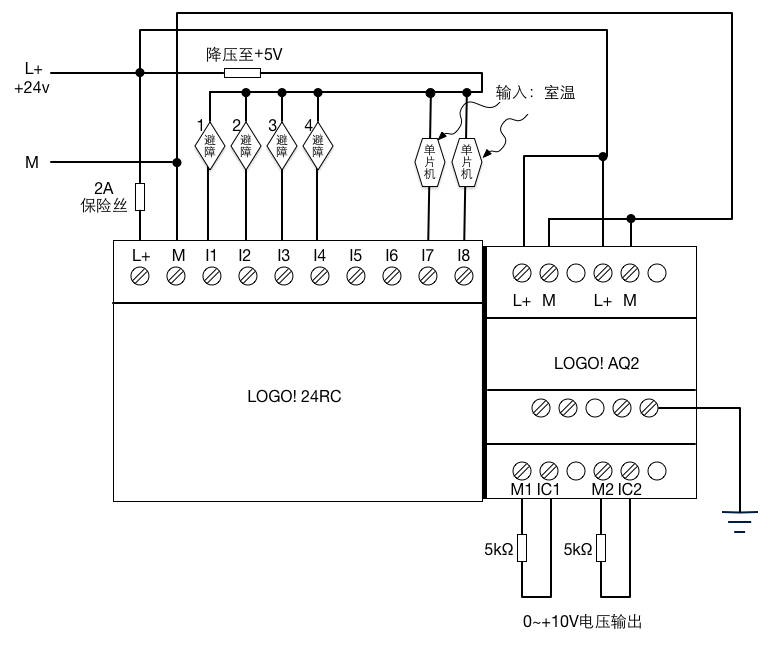 降压至+5V
L+
+24v
输入：室温
1 2 3 4
避障 避障 避障 避障
单片机 单片机
M
2A
保险丝
L+ M I1 I2 I3 I4 I5 I6 I7 I8
L+ M L+ M
LOGO! AQ2
LOGO! 24RC
M1 IC1 M2 IC2
5kΩ 5kΩ
0~+10V电压输出